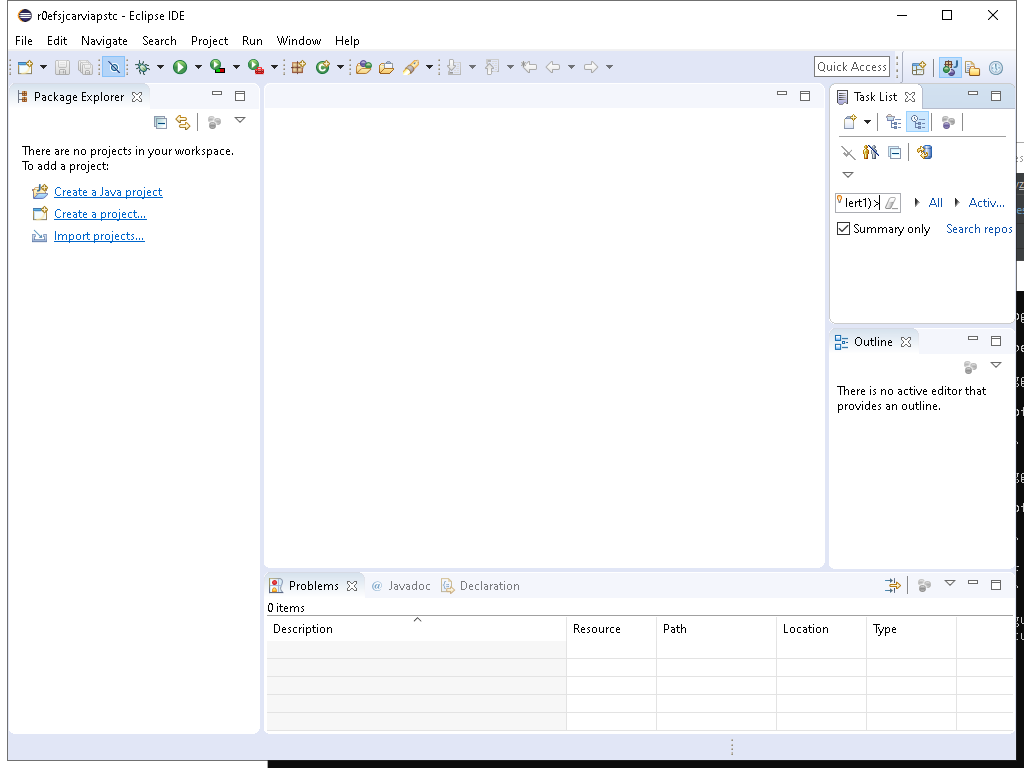 r0efsjcarviapstc - Eclipse IDE
File Edit Navigate Search Project Run Window Help
Quick Access
Package Explorer
There are no projects in your workspace.
To add a project:
Create a Java project
Create a project...
Import projects...
Task List
lert1)>
All
Activ...
Summary only
Search repos
Outline
There is no active editor that
provides an outline.
Problems
@ Javadoc
Declaration
0 items
Description Resource Path Location Type